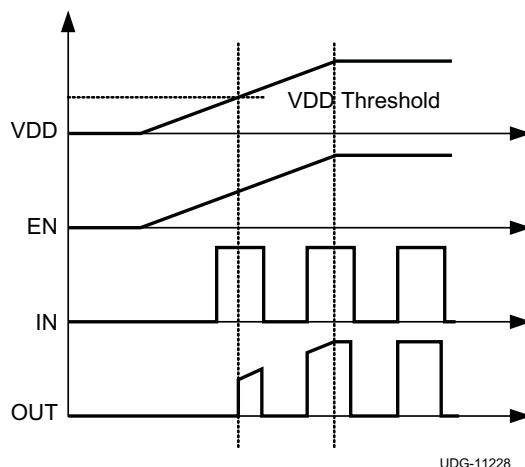 VDD Threshold
VDD
EN
IN
OUT
UDG-11228